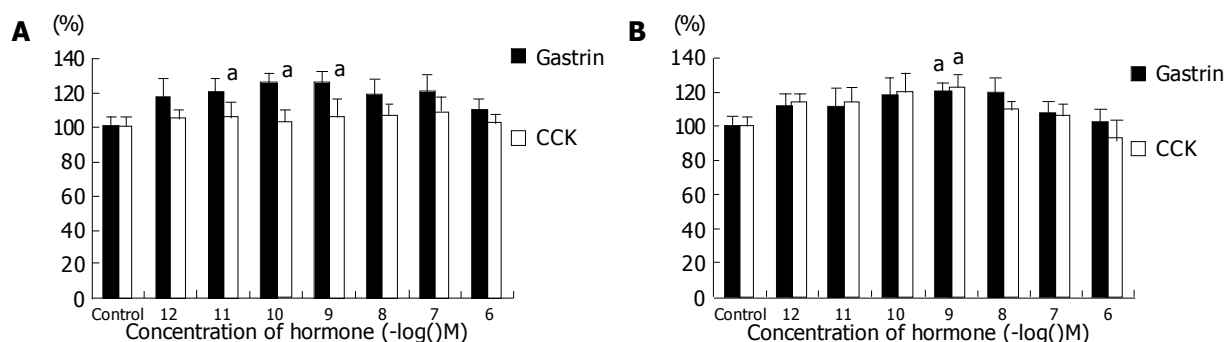 A
(%)
140
120
100
80
60
40
20
0
a
a
a
Gastrin
CCK
Control 12 11 10 9 8 7 6
Concentration of hormone (-log()M)
B
(%)
140
120
100
80
60
40
20
0
a a
Gastrin
CCK
Control 12 11 10 9 8 7 6
Concentration of hormone (-log()M)